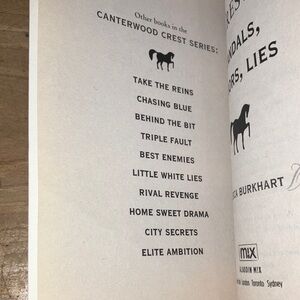 Other books in the
CANTERWOOD CREST SERIES:
TAKE THE REINS
CHASING BLUE
BEHIND THE BIT
TRIPLE FAULT
BEST ENEMIES
LITTLE WHITE LIES
RIVAL REVENGE
HOME SWEET DRAMA
CITY SECRETS
ELITE AMBITION
LIES
BURKHART
mix
ALADDIN MIX
London Toronto Sydney